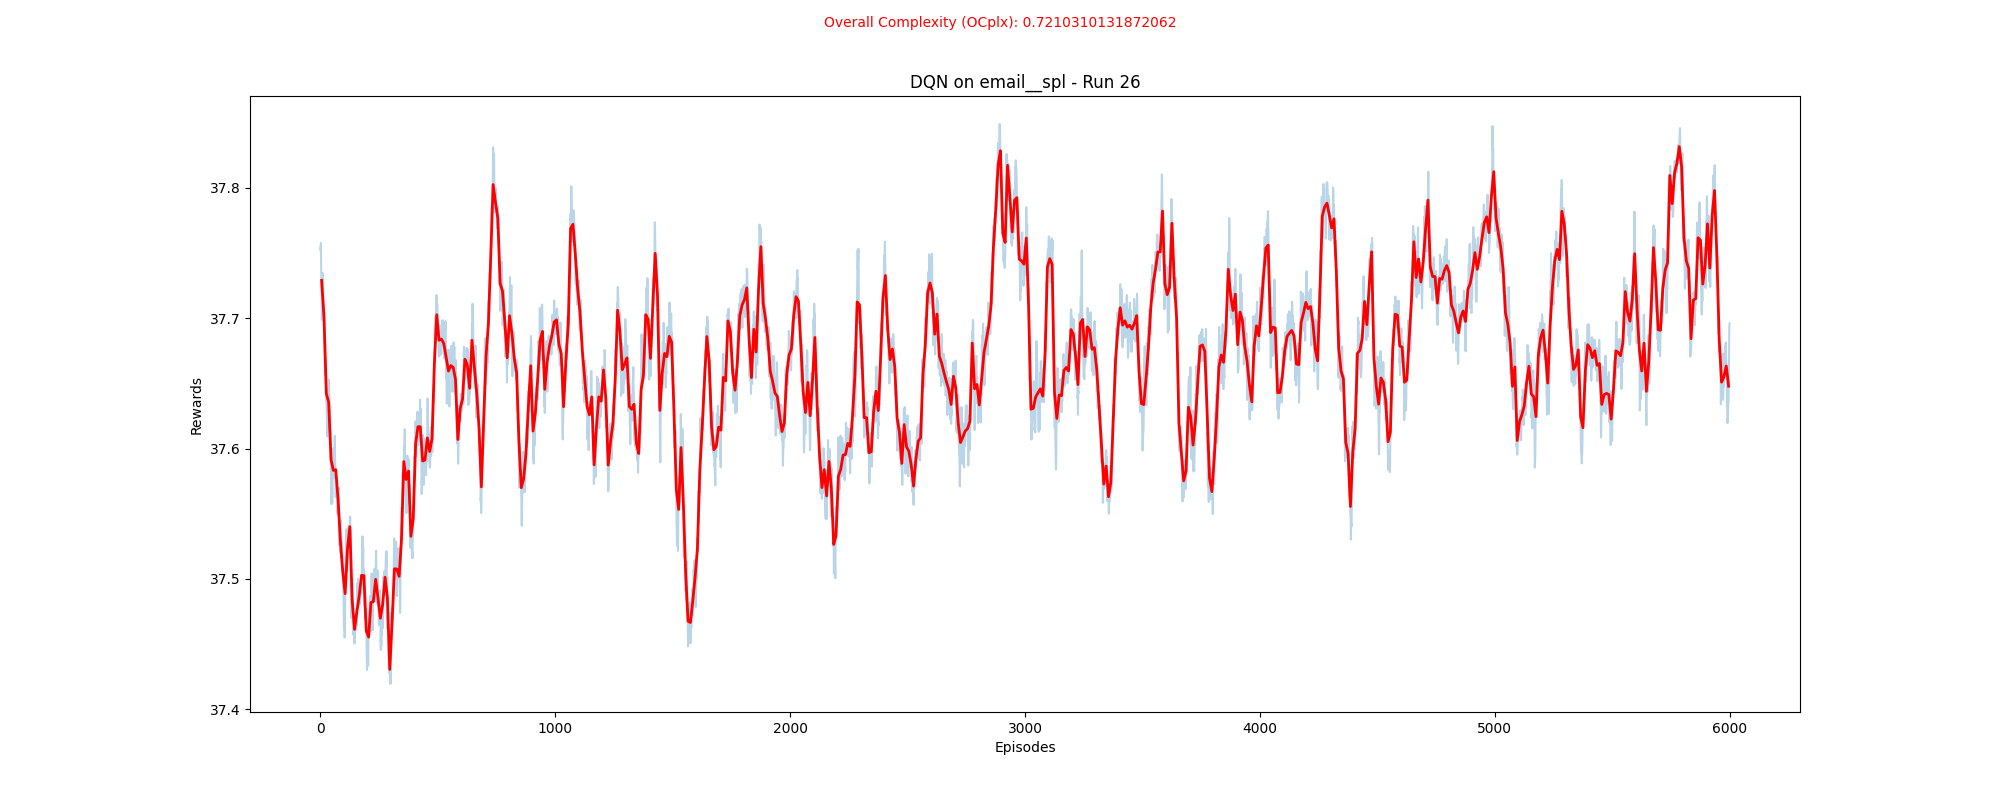 Overall Complexity (OCplx): 0.7210310131872062
DQN on email__spl - Run 26
37.8
37.7
37.6
37.5
37.4
Rewards
0 1000 2000 3000 4000 5000 6000
Episodes